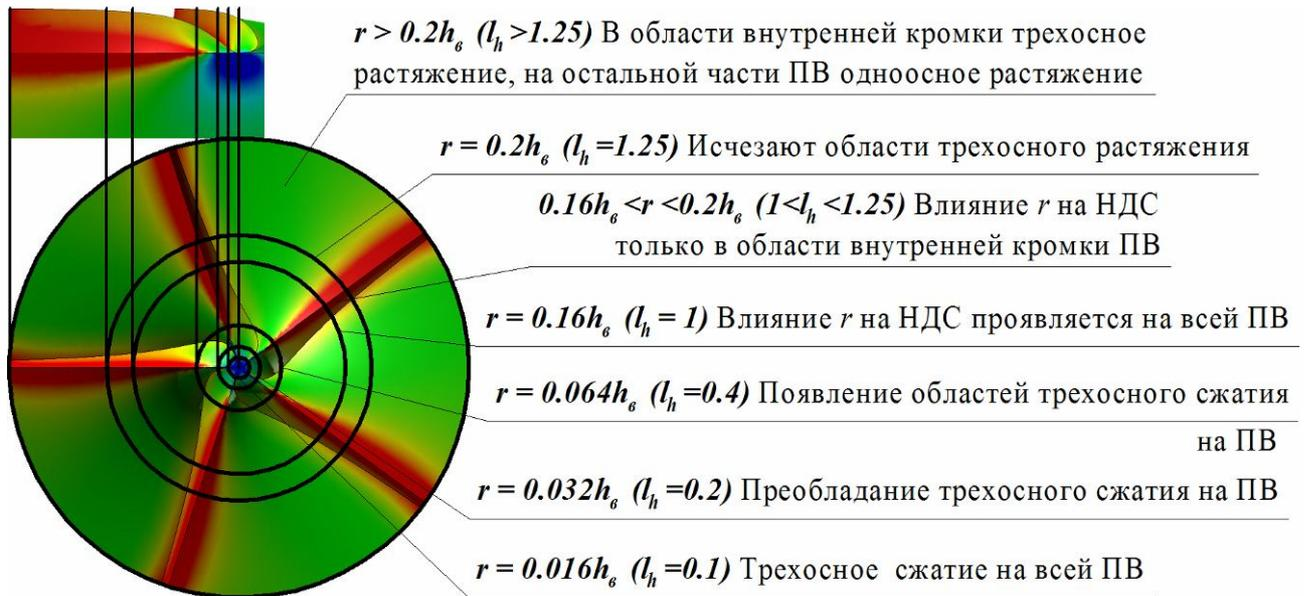 r > 0.2hв (lh >1.25) В области внутренней кромки трехосное
растяжение, на остальной части ПВ одноосное растяжение
r = 0.2hв (lh =1.25) Исчезают области трехосного растяжения
0.16hв <r <0.2hв (1<lh <1.25) Влияние r на НДС
только в области внутренней кромки ПВ
r = 0.16hв (lh = 1) Влияние r на НДС проявляется на всей ПВ
r = 0.064hв (lh =0.4) Появление областей трехосного сжатия
на ПВ
r = 0.032hв (lh =0.2) Преобладание трехосного сжатия на ПВ
r = 0.016hв (lh =0.1) Трехосное сжатие на всей ПВ